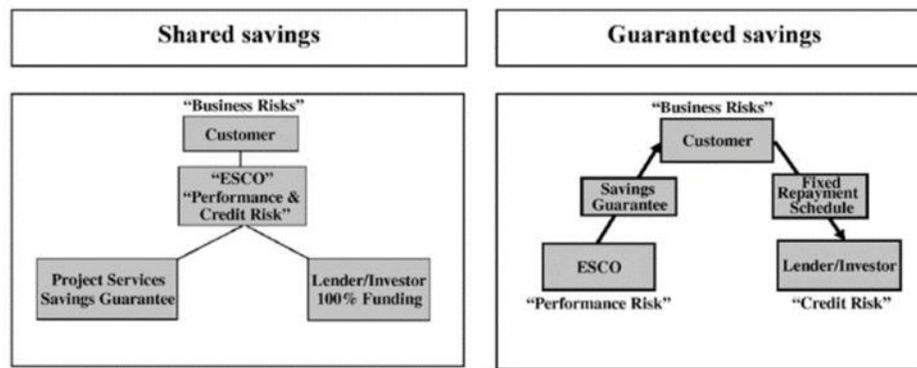 Shared savings
"Business Risks"
Customer
"ESCO"
"Performance &
Credit Risk"
Project Services
Savings Guarantee
Lender/Investor
100% Funding
Guaranteed savings
"Business Risks"
Customer
Savings
Guarantee
Fixed
Repayment
Schedule
ESCO
Lender/Investor
"Performance Risk"
"Credit Risk"